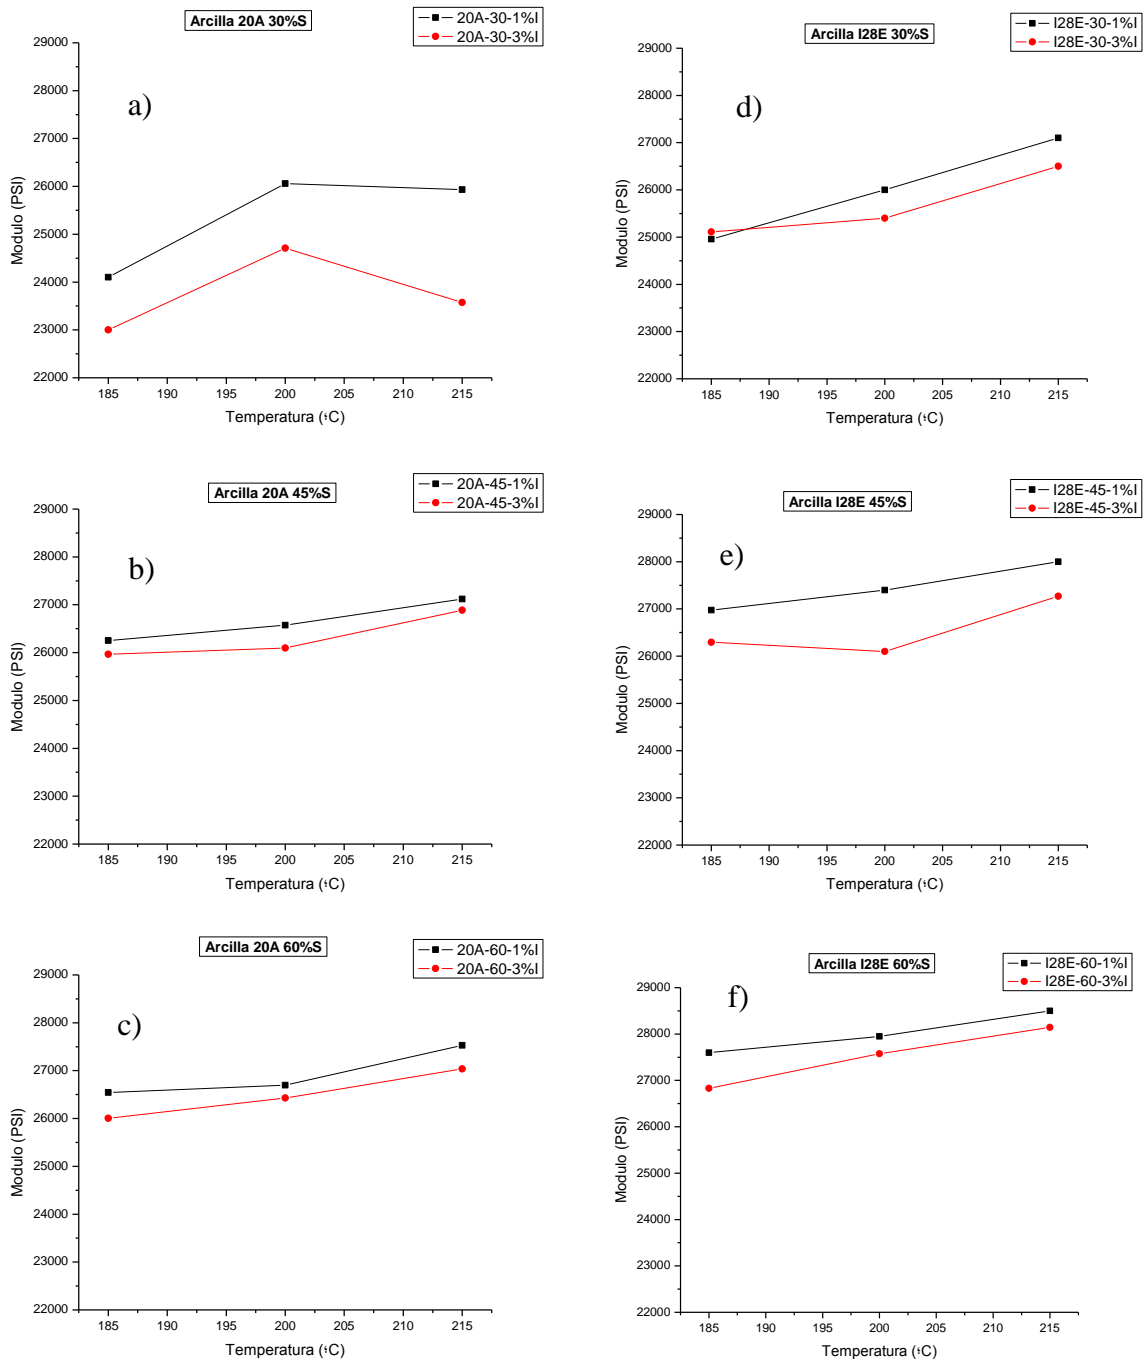 Arcilla 20A 30%S
20A-30-1%I
20A-30-3%I
a)
29000
28000
27000
26000
25000
24000
23000
22000
Modulo (PSI)
185 190 195 200 205 210 215
Temperatura (°C)
Arcilla I28E 30%S
I28E-30-1%I
I28E-30-3%I
d)
29000
28000
27000
26000
25000
24000
23000
22000
Modulo (PSI)
185 190 195 200 205 210 215
Temperatura (°C)
Arcilla 20A 45%S
20A-45-1%I
20A-45-3%I
b)
29000
28000
27000
26000
25000
24000
23000
22000
Modulo (PSI)
185 190 195 200 205 210 215
Temperatura (°C)
Arcilla I28E 45%S
I28E-45-1%I
I28E-45-3%I
e)
29000
28000
27000
26000
25000
24000
23000
22000
Modulo (PSI)
185 190 195 200 205 210 215
Temperatura (°C)
Arcilla 20A 60%S
20A-60-1%I
20A-60-3%I
c)
29000
28000
27000
26000
25000
24000
23000
22000
Modulo (PSI)
185 190 195 200 205 210 215
Temperatura (°C)
Arcilla I28E 60%S
I28E-60-1%I
I28E-60-3%I
f)
29000
28000
27000
26000
25000
24000
23000
22000
Modulo (PSI)
185 190 195 200 205 210 215
Temperatura (°C)